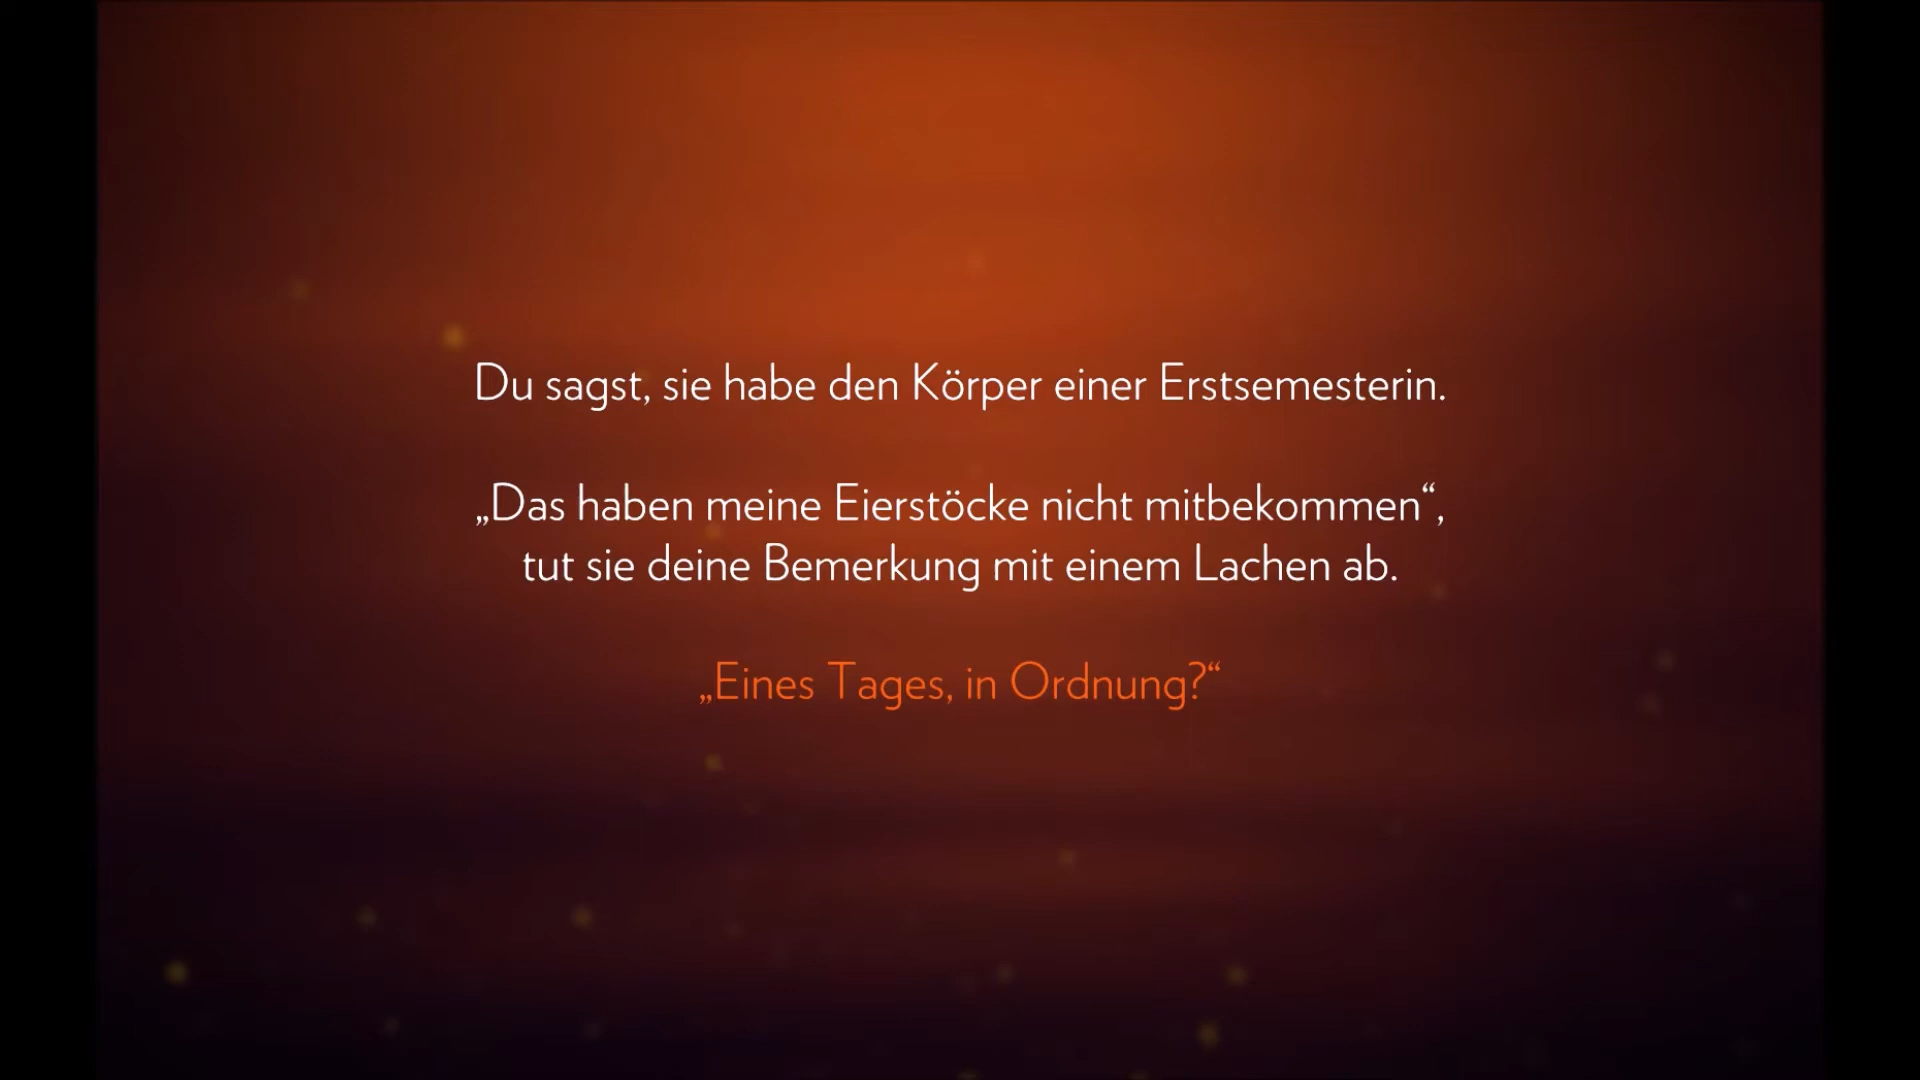 Du sagst, sie habe den Körper einer Erstsemesterin.
„Das haben meine Eierstöcke nicht mitbekommen“,
tut sie deine Bemerkung mit einem Lachen ab.
„Eines Tages, in Ordnung?“